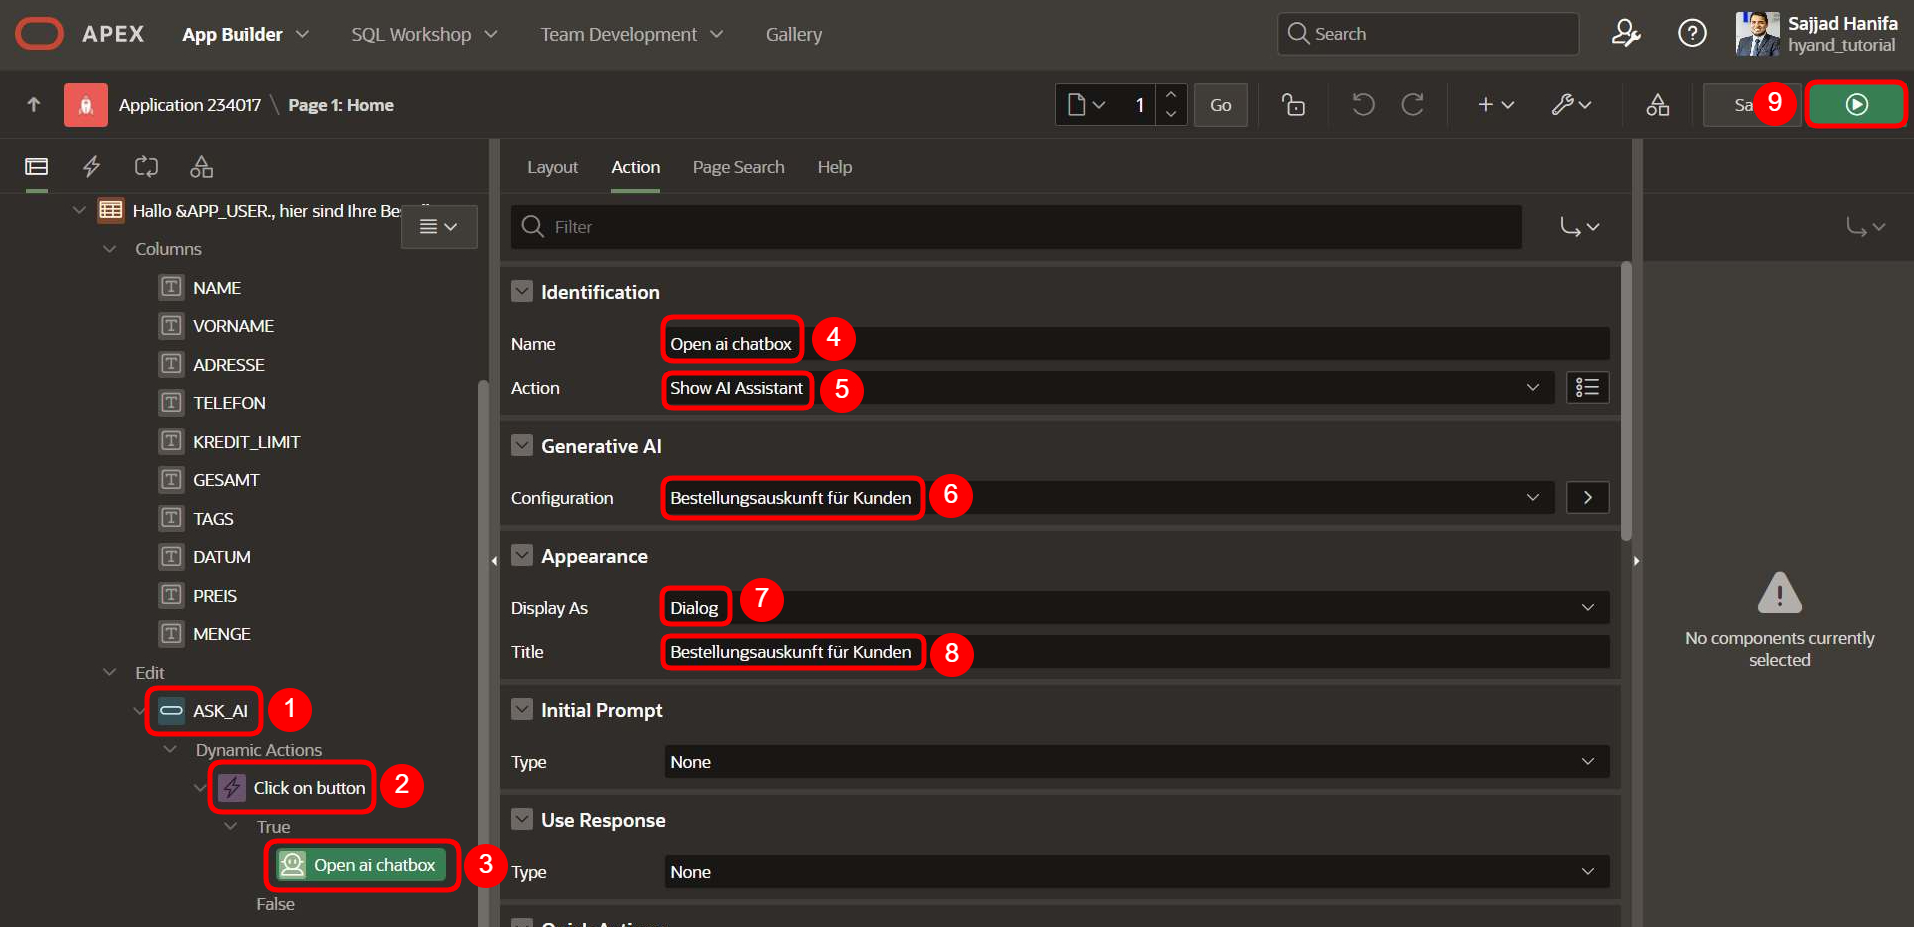 APEX App Builder SQL Workshop Team Development Gallery Search Sajjad Hanifa
hyand_tutorial
Application 234017 \ Page 1: Home 1 Go Sa 9
Layout Action Page Search Help
Hallo &APP_USER., hier sind Ihre Be
Filter
Columns
NAME
VORNAME
ADRESSE
TELEFON
KREDIT_LIMIT
GESAMT
TAGS
DATUM
PREIS
MENGE
Edit
ASK_AI 1
Dynamic Actions
Click on button 2
True
Open ai chatbox 3
False
Identification
Name Open ai chatbox 4
Action Show AI Assistant 5
Generative AI
Configuration Bestellungsauskunft für Kunden 6
Appearance
Display As Dialog 7
Title Bestellungsauskunft für Kunden 8
Initial Prompt
Type None
Use Response
Type None
No components currently
selected